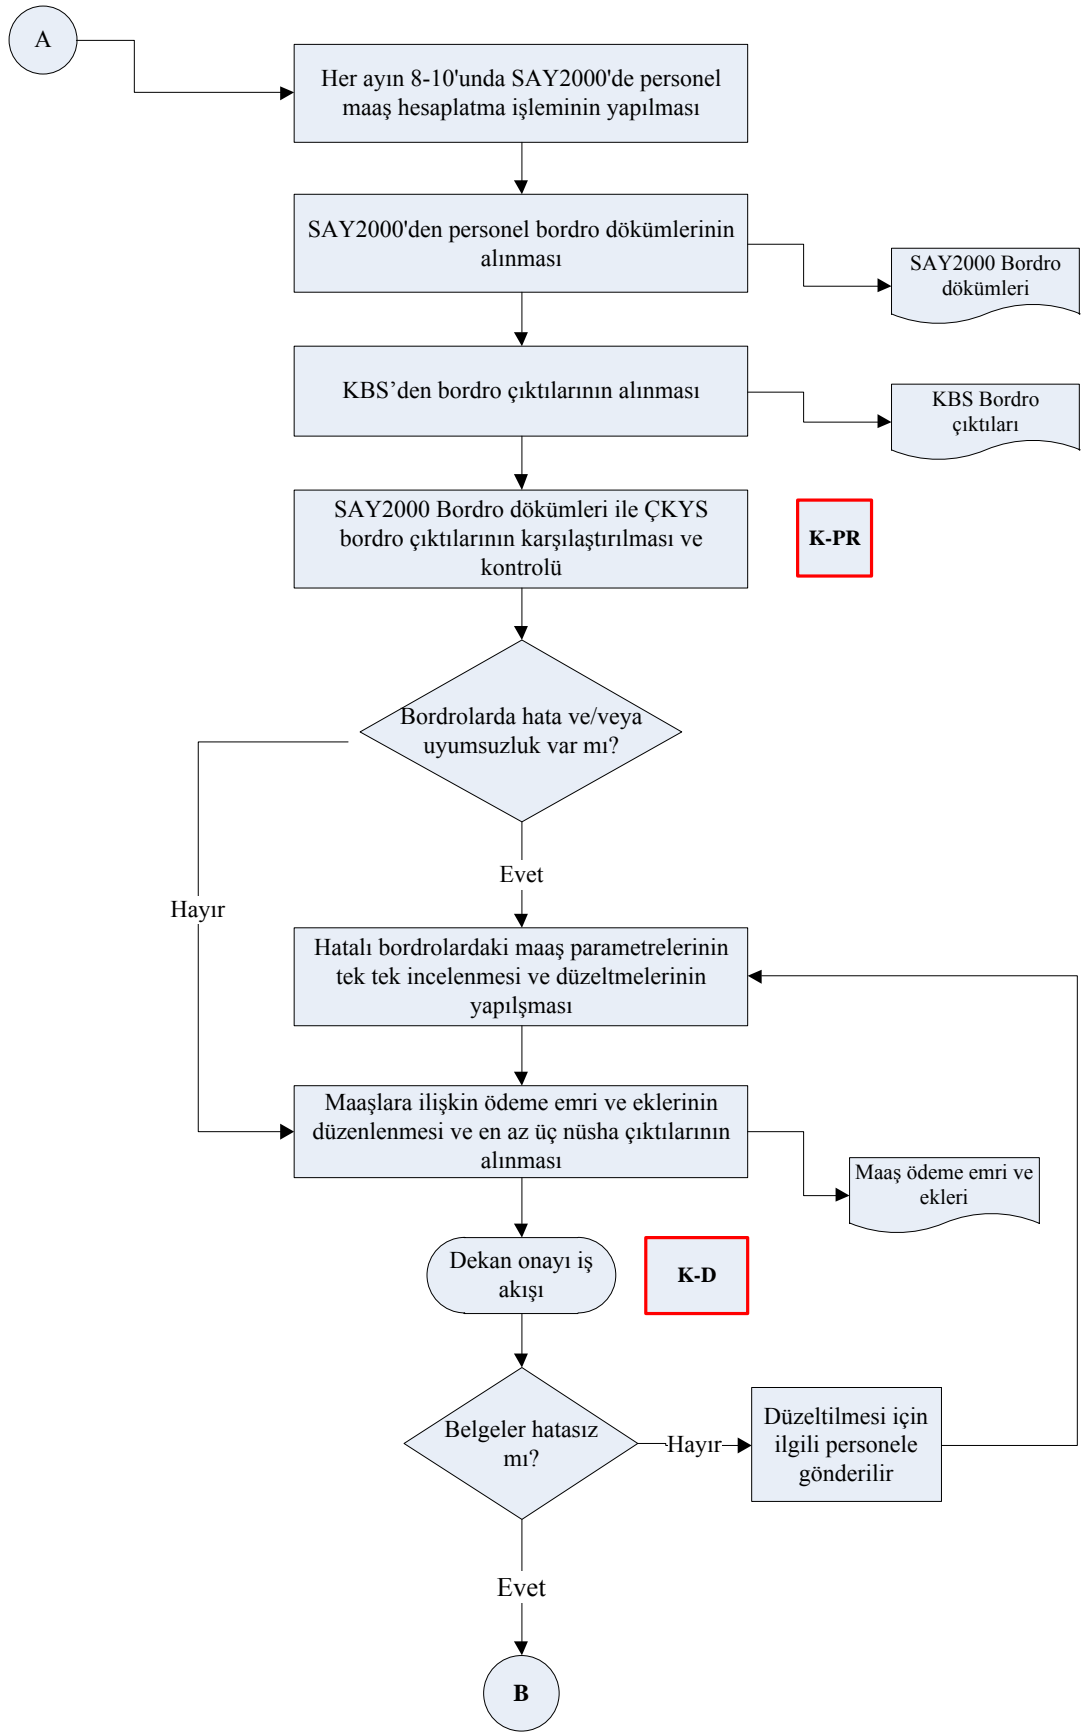 A
Her ayın 8-10'unda SAY2000'de personel
maaş hesaplatma işleminin yapılması
SAY2000'den personel bordro dökümlerinin
alınması
SAY2000 Bordro
dökümleri
KBS’den bordro çıktılarının alınması
KBS Bordro
çıktıları
SAY2000 Bordro dökümleri ile ÇKYS
bordro çıktılarının karşılaştırılması ve
kontrolü
K-PR
Bordrolarda hata ve/veya
uyumsuzluk var mı?
Evet
Hayır
Hatalı bordrolardaki maaş parametrelerinin
tek tek incelenmesi ve düzeltmelerinin
yapılşması
Maaşlara ilişkin ödeme emri ve eklerinin
düzenlenmesi ve en az üç nüsha çıktılarının
alınması
Maaş ödeme emri ve
ekleri
Dekan onayı iş
akışı
K-D
Belgeler hatasız
mı?
Hayır
Düzeltilmesi için
ilgili personele
gönderilir
Evet
B